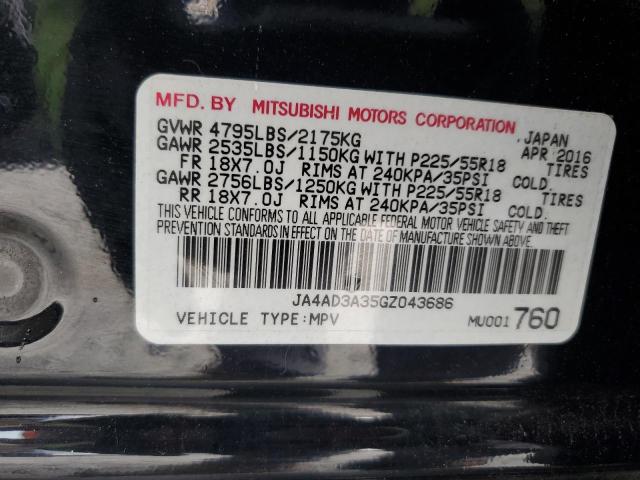 MFD. BY MITSUBISHI MOTORS CORPORATION
GVWR 4795LBS/2175KG JAPAN APR 2016
GAWR 2535LBS/1150KG WITH P225/55R18 TIRES
FR 18X7.0J RIMS AT 240KPA/35PSI COLD.
GAWR 2756LBS/1250KG WITH P225/55R18 TIRES
RR 18X7.0J RIMS AT 240KPA/35PSI COLD.
THIS VEHICLE CONFORMS TO ALL APPLICABLE FEDERAL MOTOR VEHICLE SAFETY AND THEFT
PREVENTION STANDARDS IN EFFECT ON THE DATE OF MANUFACTURE SHOWN ABOVE.
JA4AD3A35GZ043686
VEHICLE TYPE:MPV MU001 760